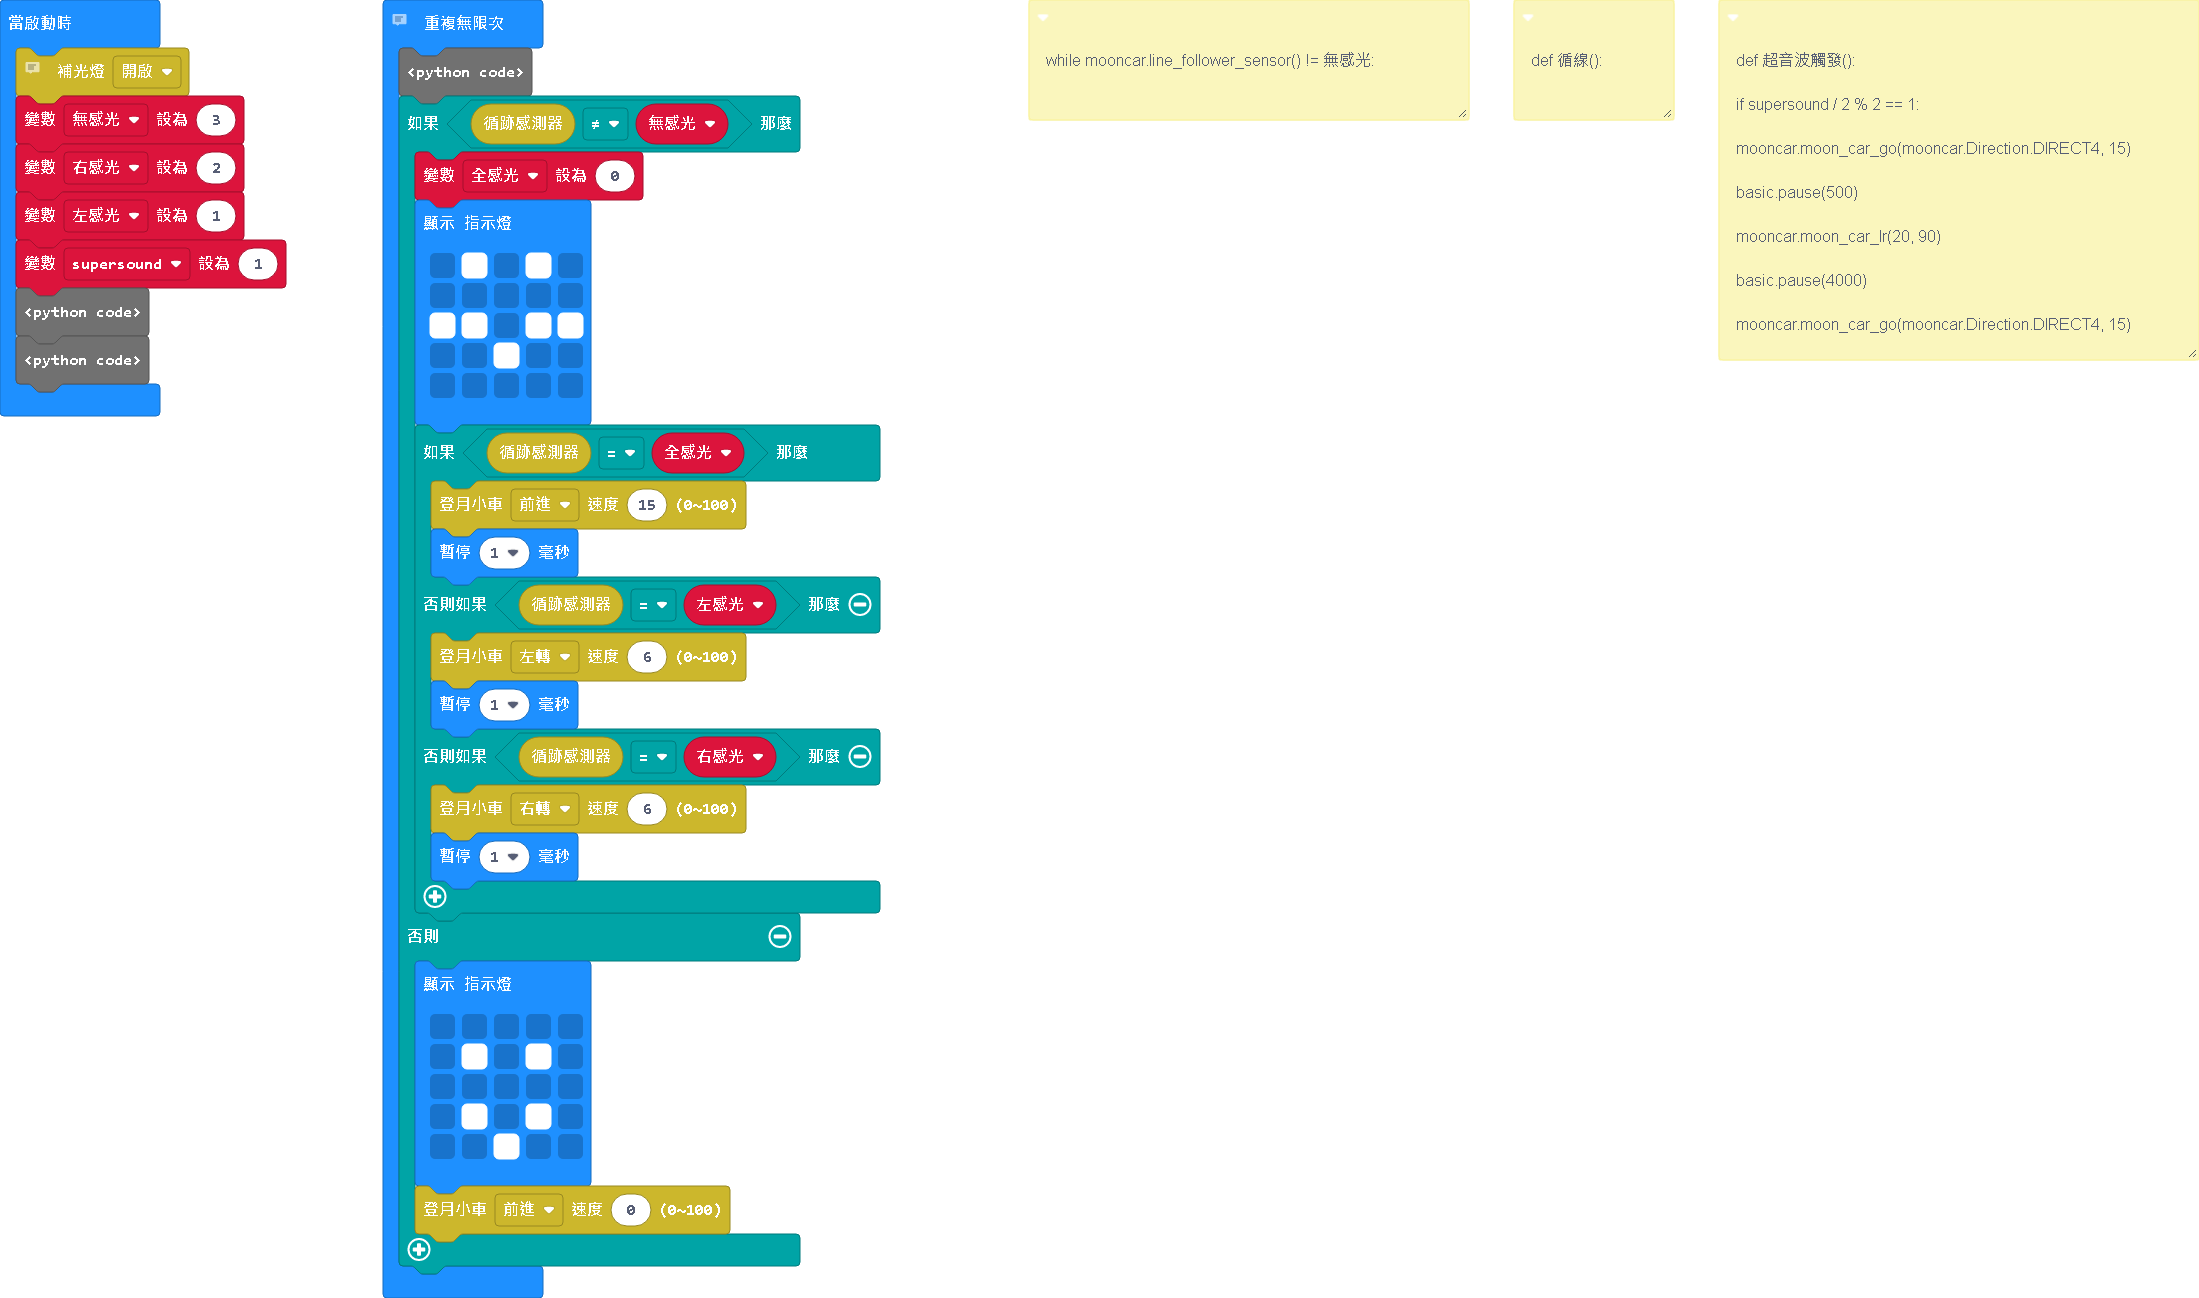 當啟動時
補光燈 開啟
變數 無感光 設為 3
變數 右感光 設為 2
變數 左感光 設為 1
變數 supersound 設為 1
<python code>
<python code>
重複無限次
<python code>
如果 循跡感測器 ≠ 無感光 那麼
變數 全感光 設為 0
顯示 指示燈
如果 循跡感測器 = 全感光 那麼
登月小車 前進 速度 15 (0~100)
暫停 1 毫秒
否則如果 循跡感測器 = 左感光 那麼
登月小車 左轉 速度 6 (0~100)
暫停 1 毫秒
否則如果 循跡感測器 = 右感光 那麼
登月小車 右轉 速度 6 (0~100)
暫停 1 毫秒
否則
顯示 指示燈
登月小車 前進 速度 0 (0~100)
while mooncar.line_follower_sensor() != 無感光:
def 循線():
def 超音波觸發():
if supersound / 2 % 2 == 1:
mooncar.moon_car_go(mooncar.Direction.DIRECT4, 15)
basic.pause(500)
mooncar.moon_car_lr(20, 90)
basic.pause(4000)
mooncar.moon_car_go(mooncar.Direction.DIRECT4, 15)